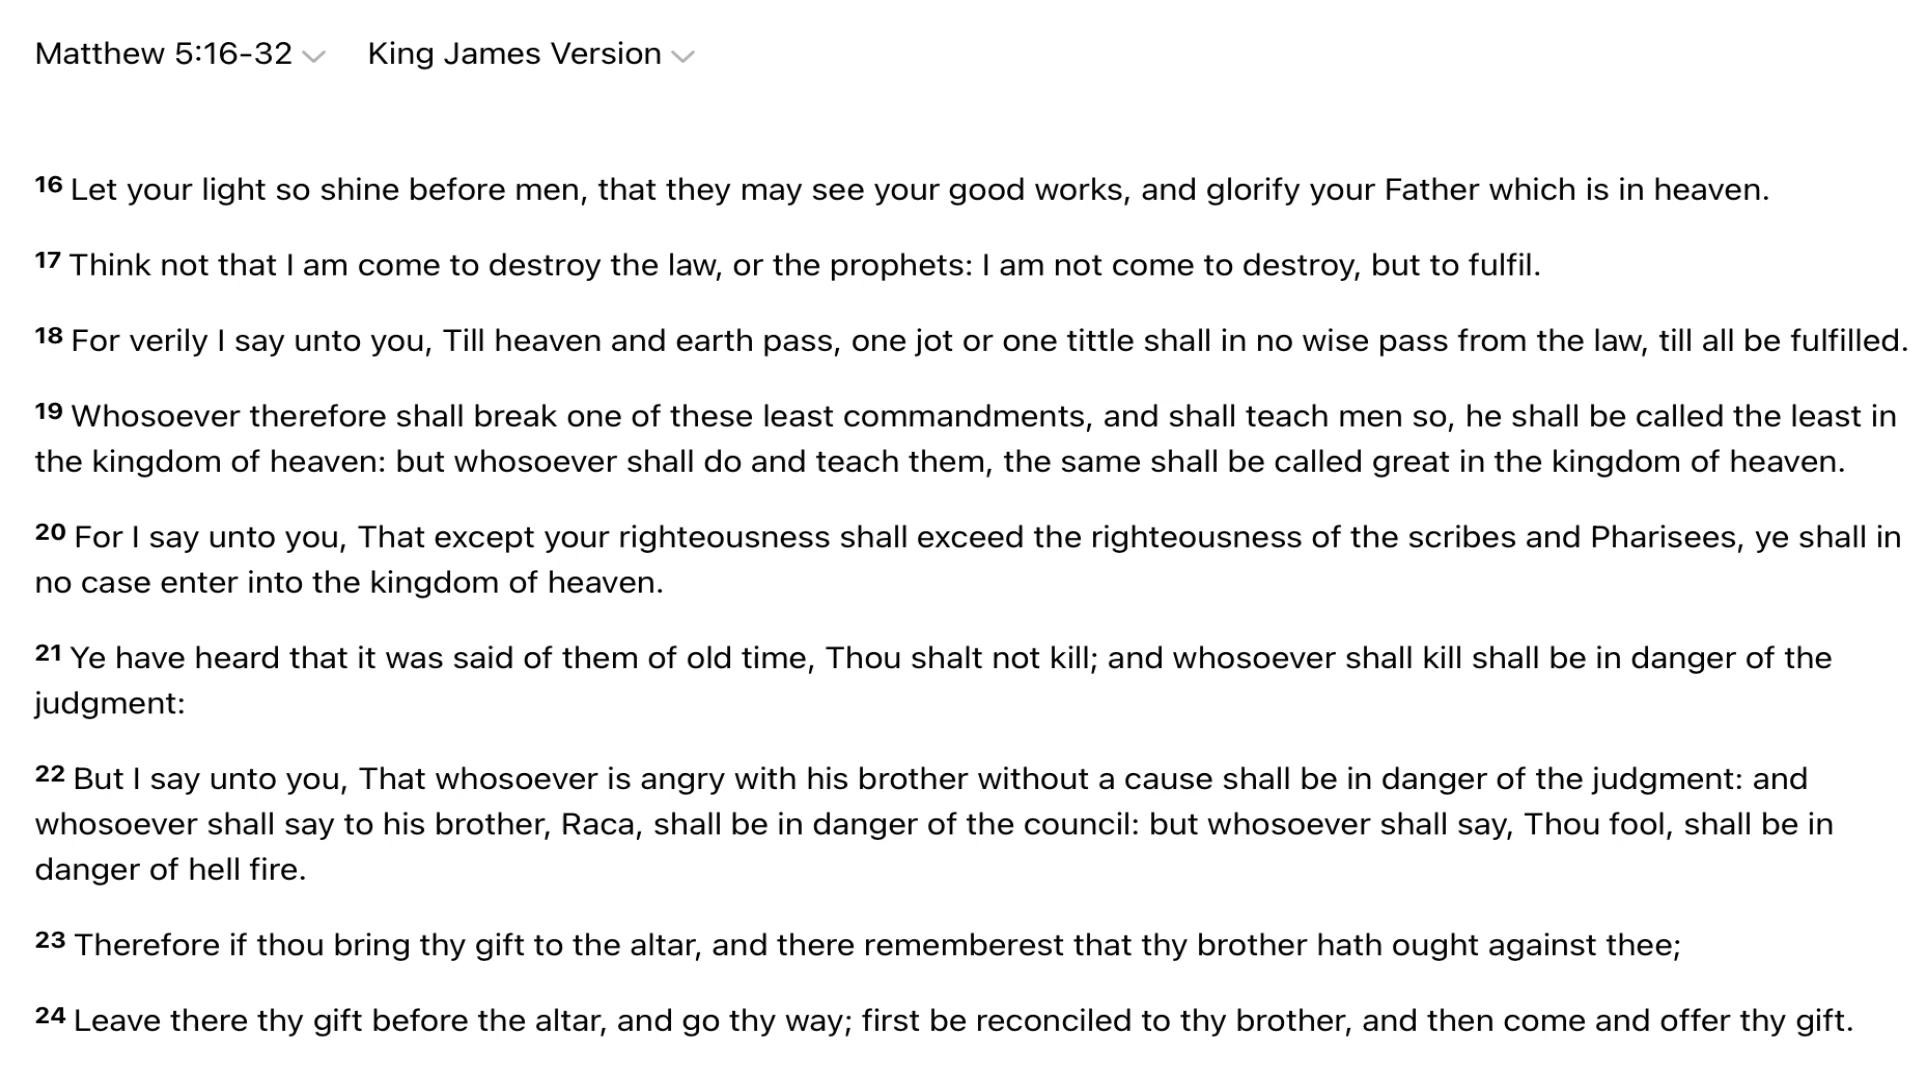 Matthew 5:16-32 King James Version
16 Let your light so shine before men, that they may see your good works, and glorify your Father which is in heaven.
17 Think not that I am come to destroy the law, or the prophets: I am not come to destroy, but to fulfil.
18 For verily I say unto you, Till heaven and earth pass, one jot or one tittle shall in no wise pass from the law, till all be fulfilled.
19 Whosoever therefore shall break one of these least commandments, and shall teach men so, he shall be called the least in
the kingdom of heaven: but whosoever shall do and teach them, the same shall be called great in the kingdom of heaven.
20 For I say unto you, That except your righteousness shall exceed the righteousness of the scribes and Pharisees, ye shall in
no case enter into the kingdom of heaven.
21 Ye have heard that it was said of them of old time, Thou shalt not kill; and whosoever shall kill shall be in danger of the
judgment:
22 But I say unto you, That whosoever is angry with his brother without a cause shall be in danger of the judgment: and
whosoever shall say to his brother, Raca, shall be in danger of the council: but whosoever shall say, Thou fool, shall be in
danger of hell fire.
23 Therefore if thou bring thy gift to the altar, and there rememberest that thy brother hath ought against thee;
24 Leave there thy gift before the altar, and go thy way; first be reconciled to thy brother, and then come and offer thy gift.